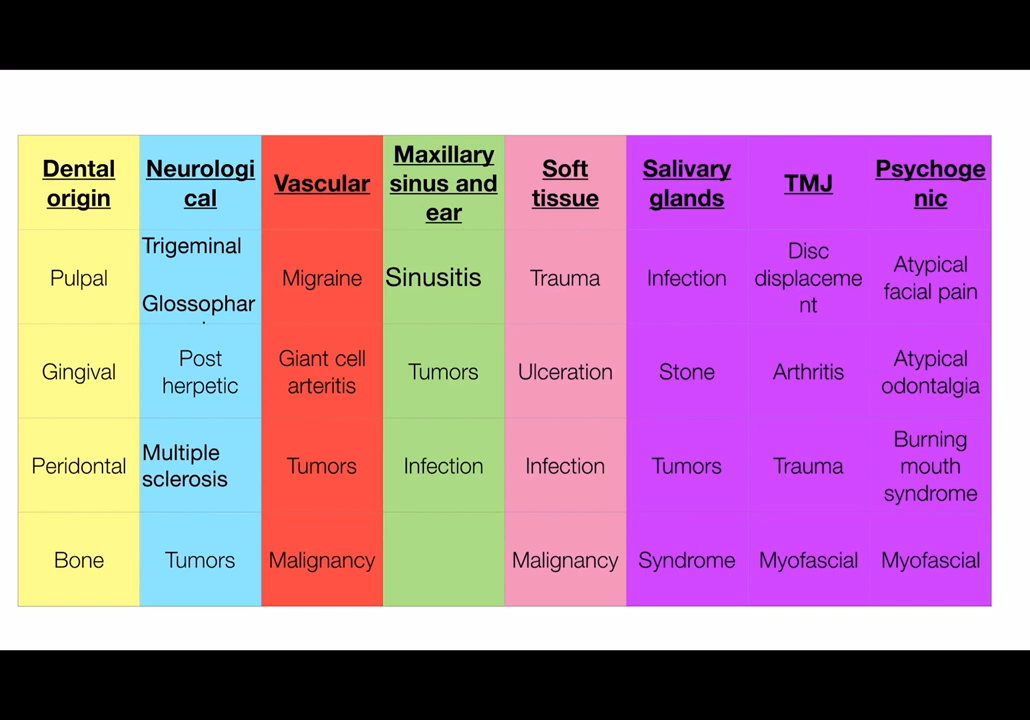 Dental origin
Neurologi
cal
Vascular
Maxillary
sinus and
ear
Soft
tissue
Salivary
glands
TMJ
Psychoge
nic
Pulpal
Trigeminal
Glossophar
Migraine
Sinusitis
Trauma
Infection
Disc
displaceme
nt
Atypical
facial pain
Gingival
Post
herpetic
Giant cell
arteritis
Tumors
Ulceration
Stone
Arthritis
Atypical
odontalgia
Peridontal
Multiple
sclerosis
Tumors
Infection
Infection
Tumors
Trauma
Burning
mouth
syndrome
Bone
Tumors
Malignancy
Malignancy
Syndrome
Myofascial
Myofascial